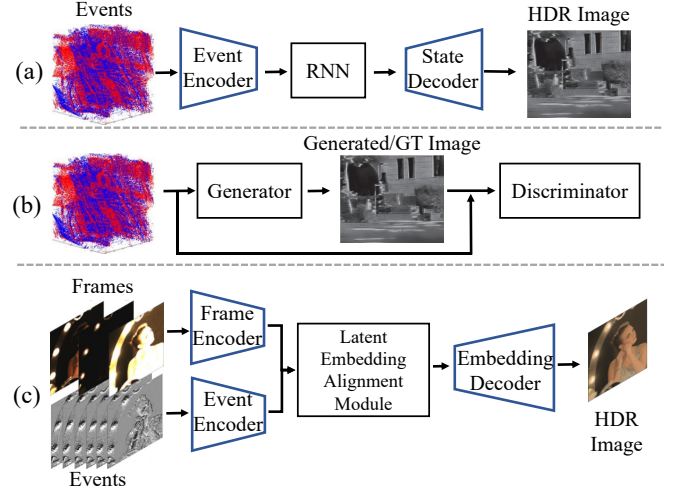 Events
HDR Image
(a)
Event
Encoder
RNN
State
Decoder
Generated/GT Image
(b)
Generator
Discriminator
Frames
(c)
Frame
Encoder
Event
Encoder
Latent
Embedding
Alignment
Module
Embedding
Decoder
HDR
Image
Events